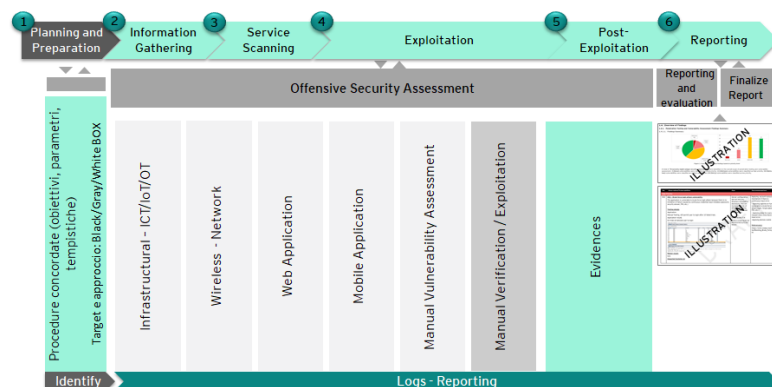 1
Planning and
Preparation
2
Information
Gathering
3
Service
Scanning
4
Exploitation
5
Post-
Exploitation
6
Reporting
Offensive Security Assessment
Reporting
and
evaluation
Finalize
Report
Procedure concordate (obiettivi, parametri,
tempistiche)
Target e approccio: Black/Gray/White BOX
Infrastructural - ICT/IoT/OT
Wireless - Network
Web Application
Mobile Application
Manual Vulnerability Assessment
Manual Verification / Exploitation
Evidences
ILLUSTRATION
ILLUSTRATION
Identify
Logs - Reporting